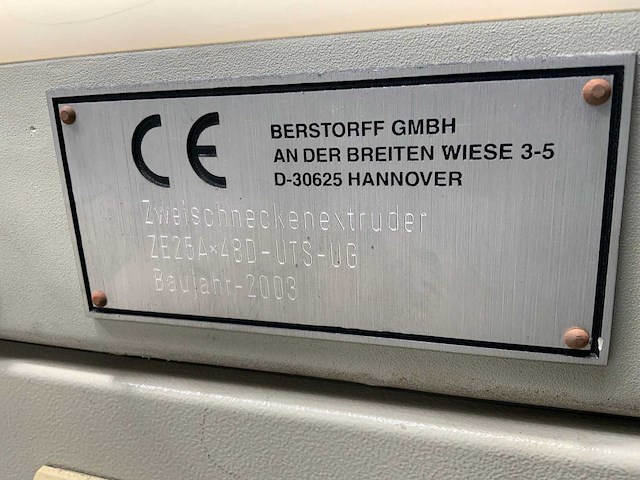 CE
BERSTORFF GMBH
AN DER BREITEN WIESE 3-5
D-30625 HANNOVER
Zweischneckenextruder
ZE25A×48D-UTS-UG
Baujahr-2003